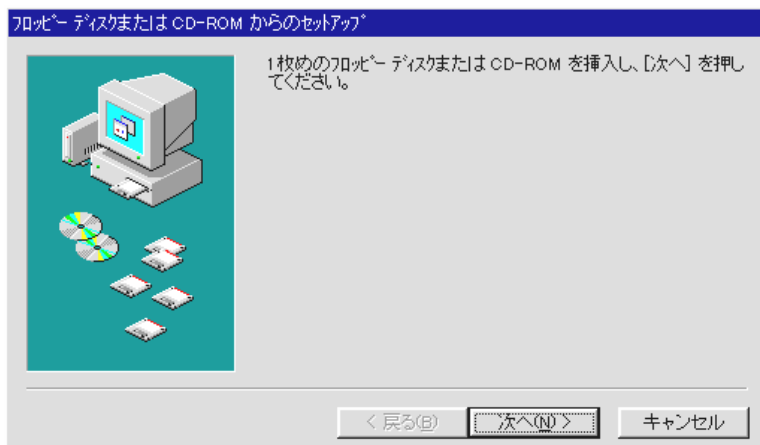 フロッピー ディスクまたは CD-ROM からのセットアップ
1枚めのフロッピー ディスクまたは CD-ROM を挿入し、[次へ] を押し
てください。
< 戻る(B)
次へ(N) >
キャンセル